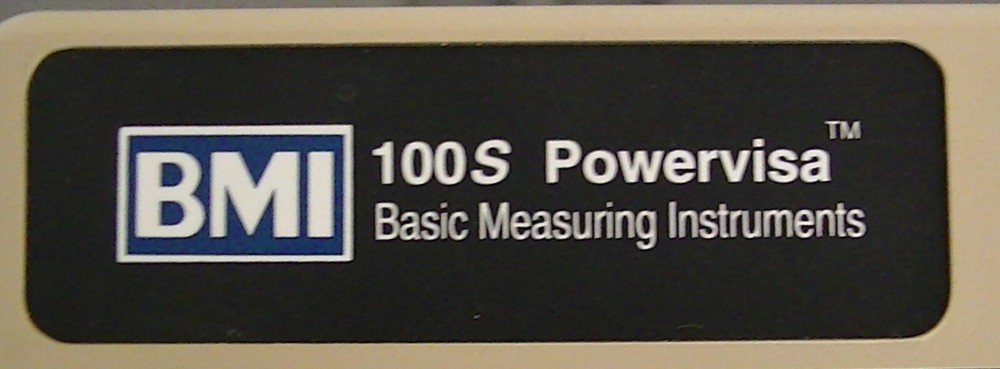 BMI
100S Powervisa™
Basic Measuring Instruments